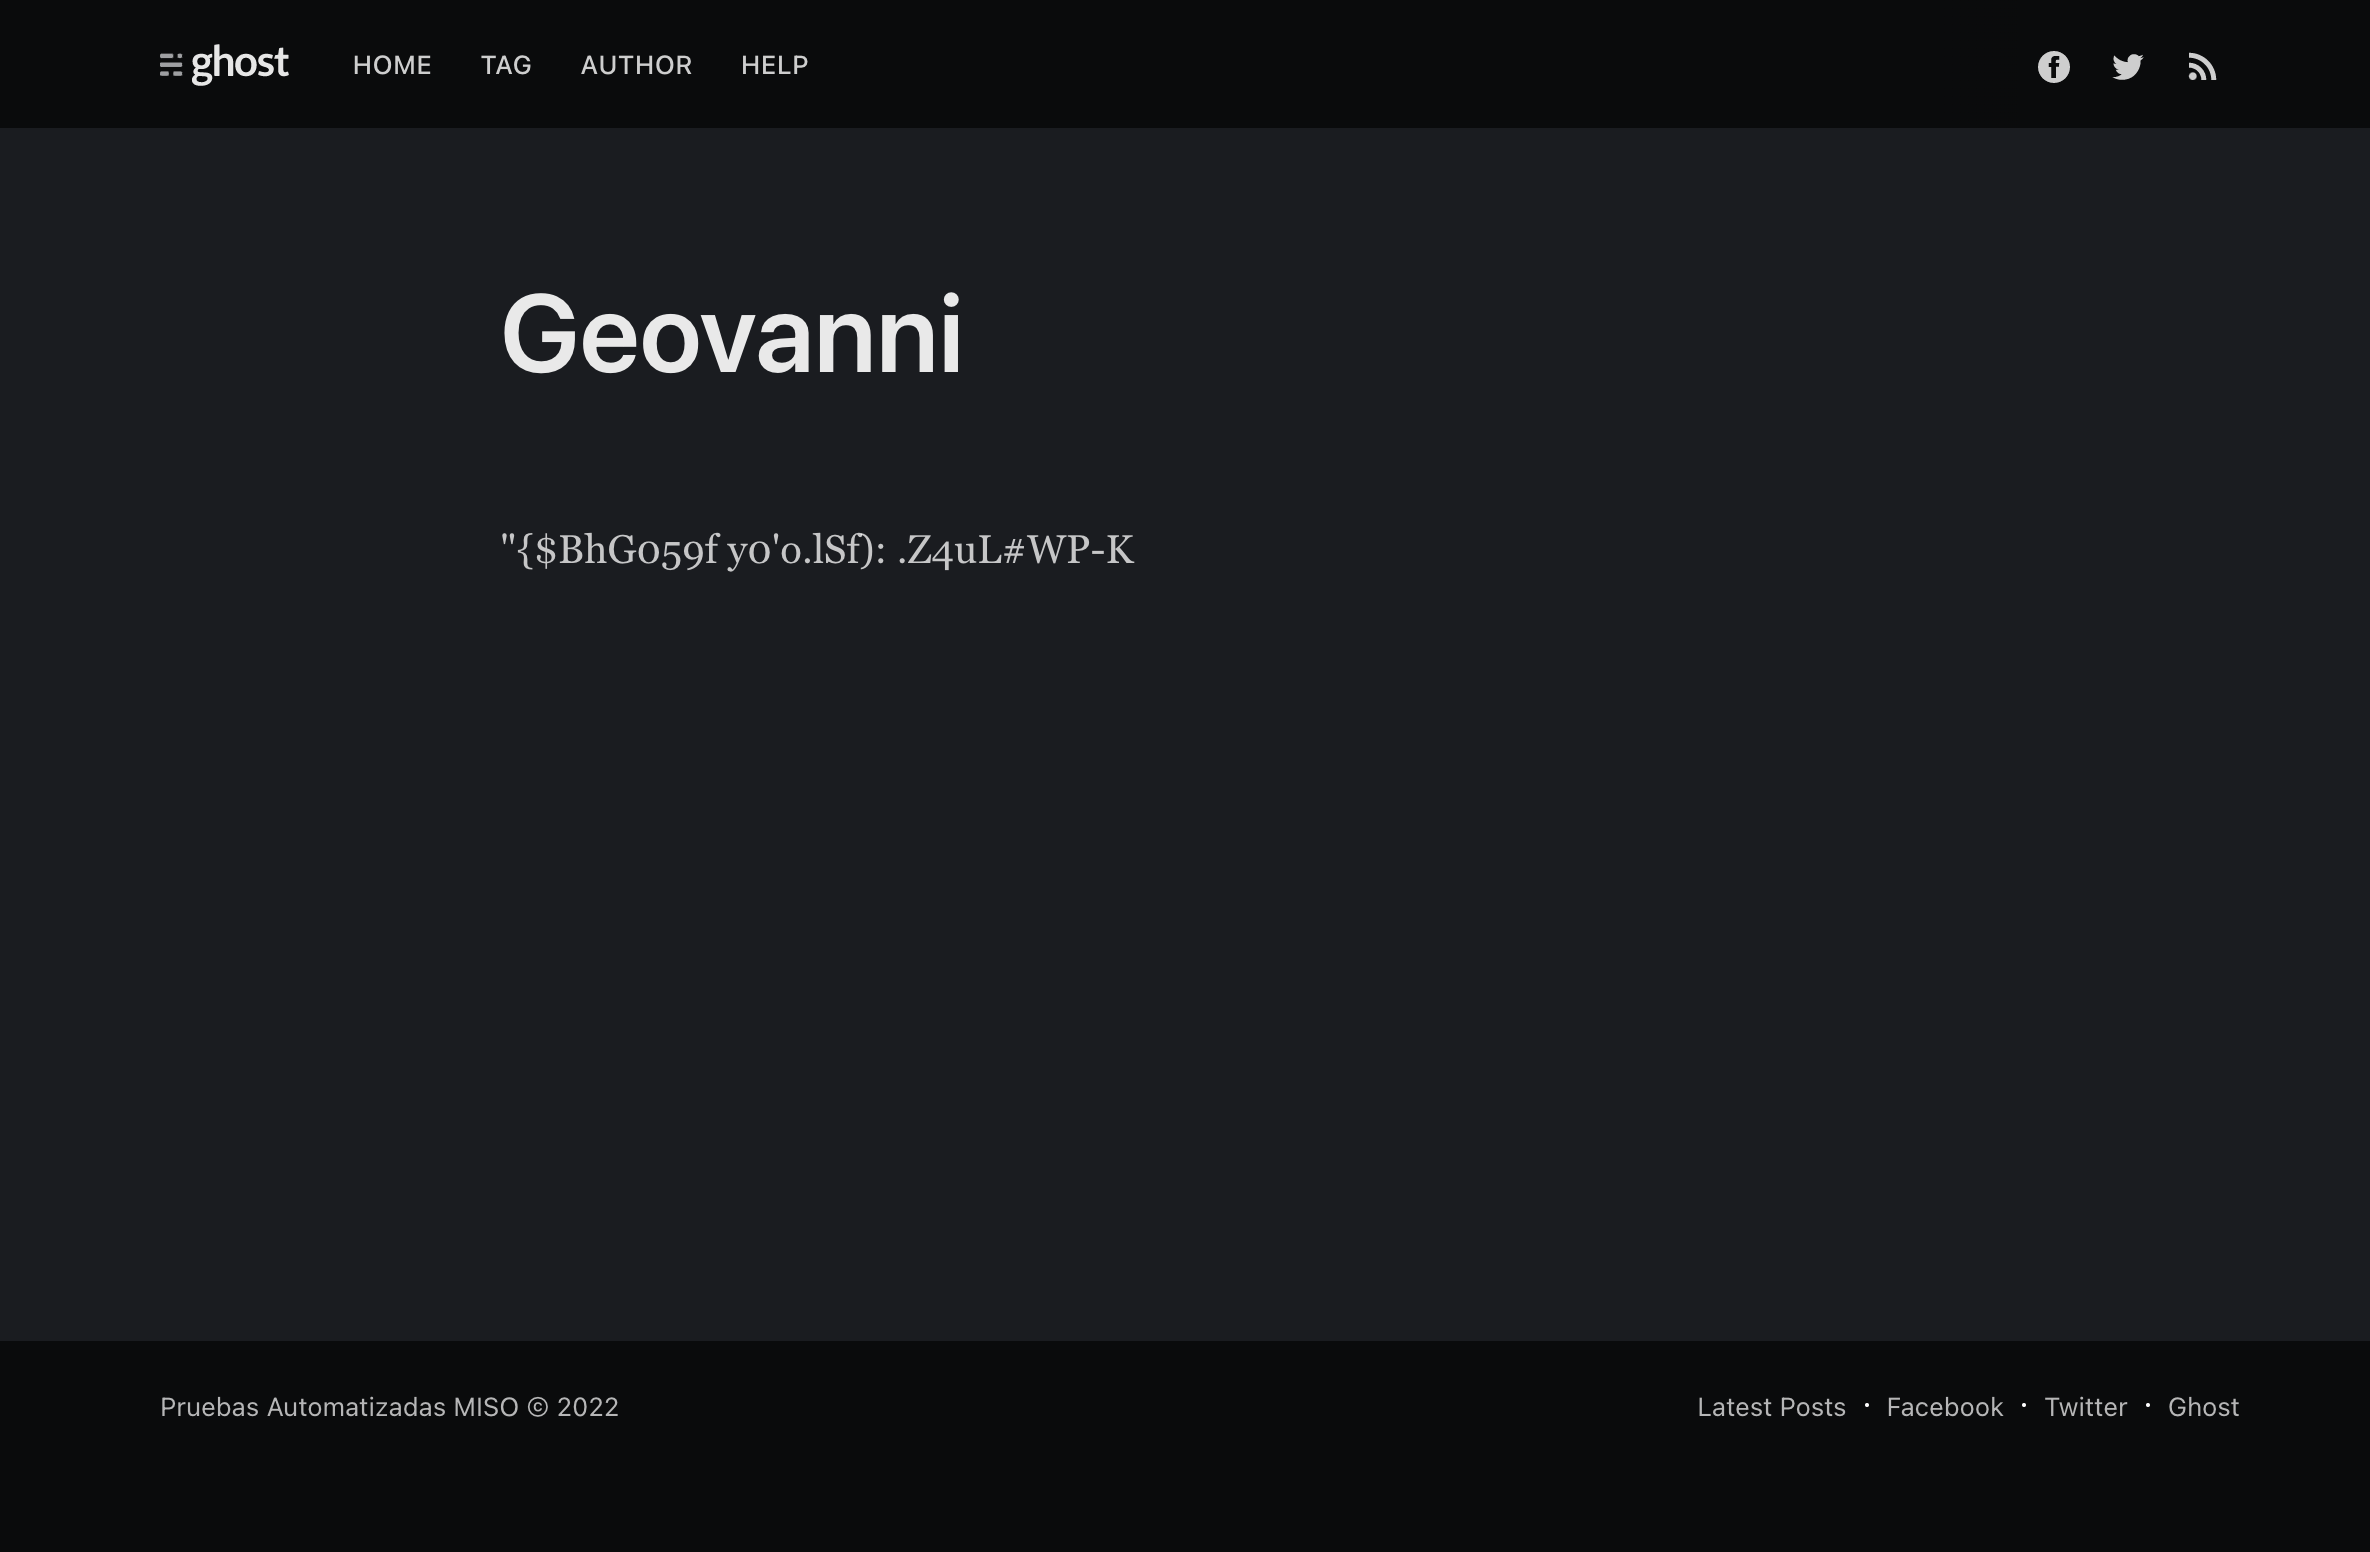 ghost HOME TAG AUTHOR HELP
Geovanni
"{$BhG059f yo'o.lSf): .Z4uL#WP-K
Pruebas Automatizadas MISO © 2022 Latest Posts • Facebook • Twitter • Ghost